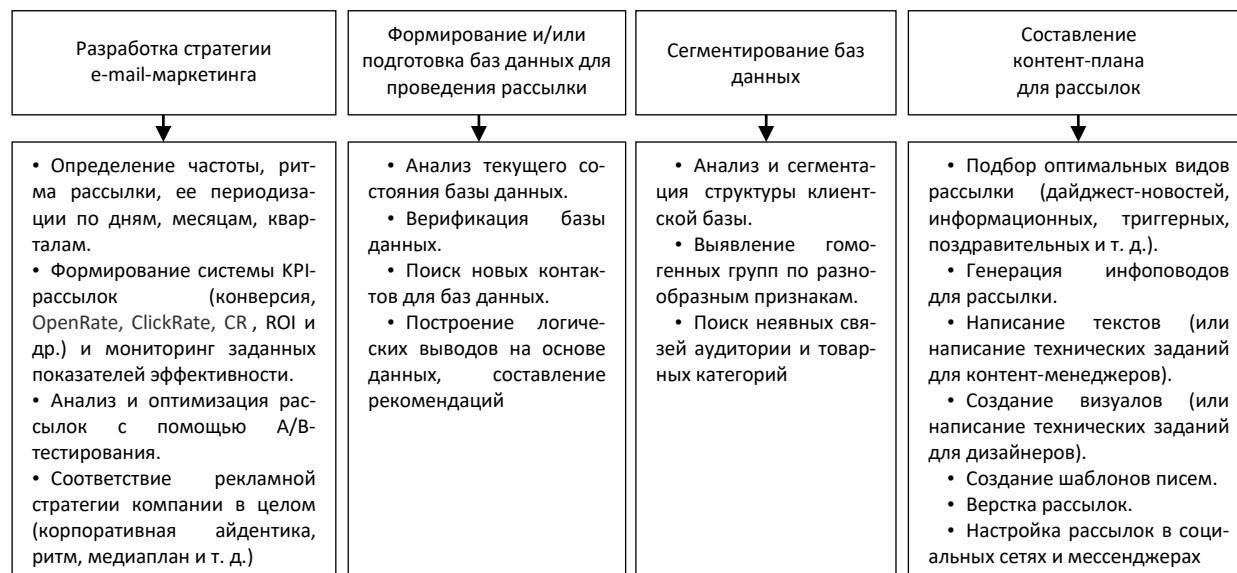 Разработка стратегии
e-mail-маркетинга
Формирование и/или
подготовка баз данных для
проведения рассылки
Сегментирование баз
данных
Составление
контент-плана
для рассылок
• Определение частоты, рит-
ма рассылки, ее периодиза-
ции по дням, месяцам, квар-
талам.
• Формирование системы KPI-
рассылок (конверсия,
OpenRate, ClickRate, CR , ROI и
др.) и мониторинг заданных
показателей эффективности.
• Анализ и оптимизация рас-
сылок с помощью A/B-
тестирования.
• Соответствие рекламной
стратегии компании в целом
(корпоративная айдентика,
ритм, медиаплан и т. д.)
• Анализ текущего со-
стояния базы данных.
• Верификация базы
данных.
• Поиск новых контак-
тов для баз данных.
• Построение логиче-
ских выводов на основе
данных, составление
рекомендаций
• Анализ и сегмента-
ция структуры клиент-
ской базы.
• Выявление гомо-
генных групп по разно-
образным признакам.
• Поиск неявных свя-
зей аудитории и товар-
ных категорий
• Подбор оптимальных видов
рассылки (дайджест-новостей,
информационных, триггерных,
поздравительных и т. д.).
• Генерация инфоповодов
для рассылки.
• Написание текстов (или
написание технических заданий
для контент-менеджеров).
• Создание визуалов (или
написание технических заданий
для дизайнеров).
• Создание шаблонов писем.
• Верстка рассылок.
• Настройка рассылок в соци-
альных сетях и мессенджерах